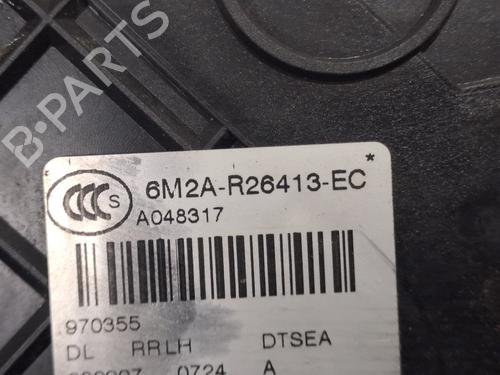 B-PARTS
CCC S
* 6M2A-R26413-EC *
A048317
970355
DL RR LH DTSEA
0724 A